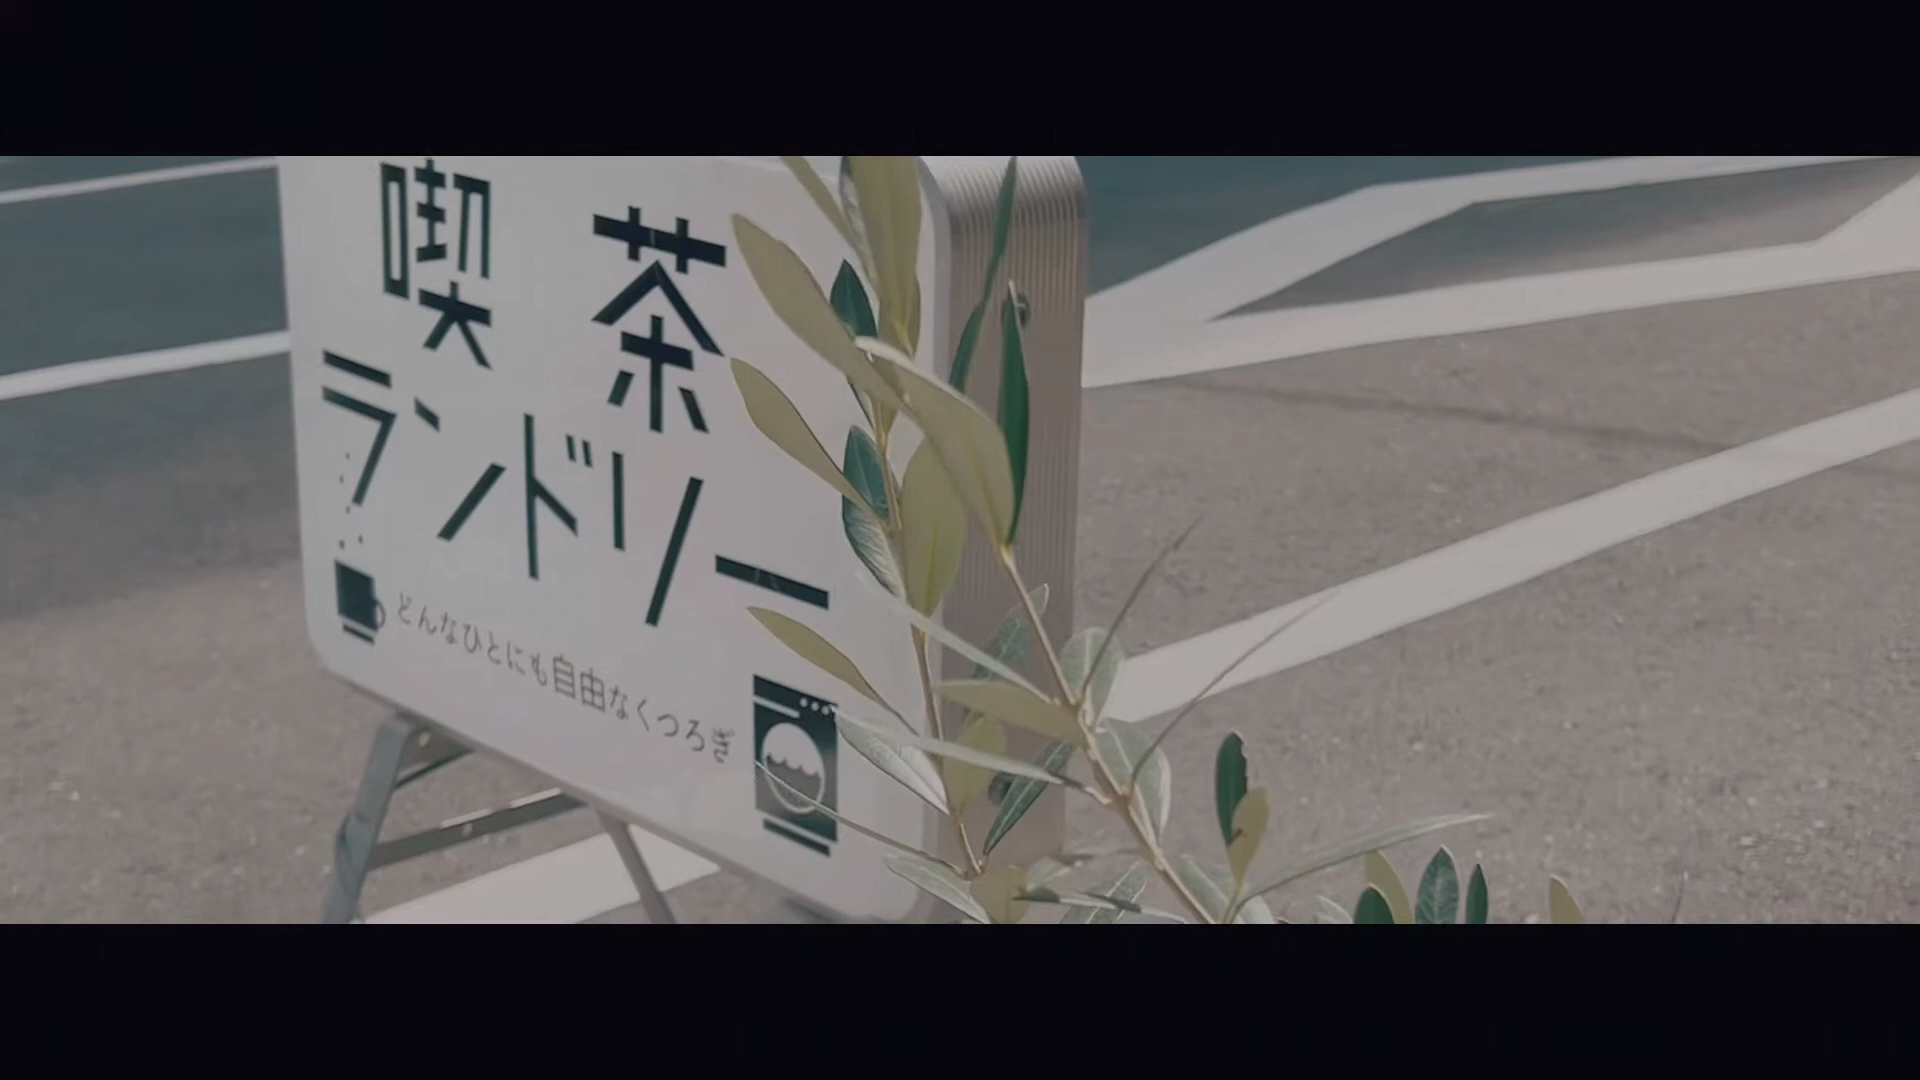 喫茶
ランドリー
どんなひとにも自由なくつろぎ